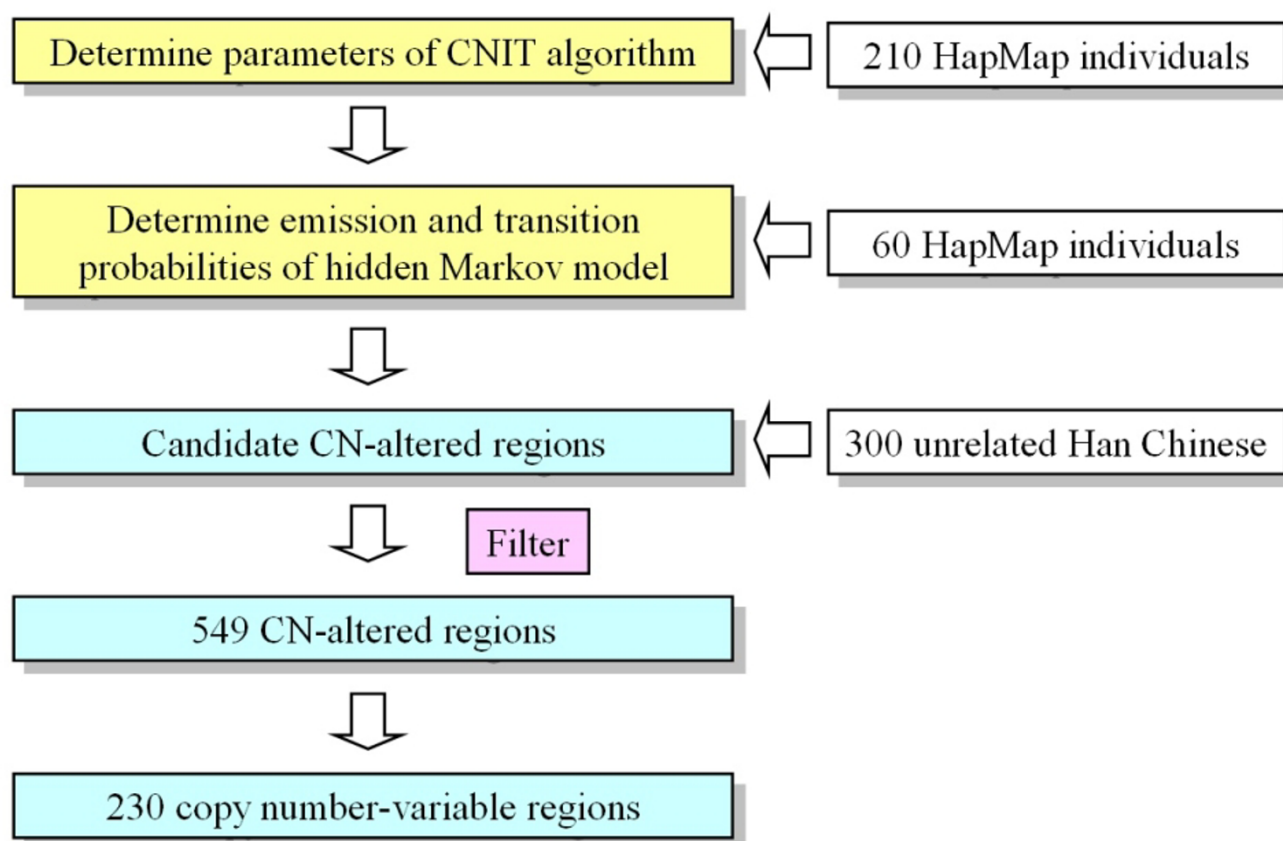 Determine parameters of CNIT algorithm
210 HapMap individuals
Determine emission and transition
probabilities of hidden Markov model
60 HapMap individuals
Candidate CN-altered regions
300 unrelated Han Chinese
Filter
549 CN-altered regions
230 copy number-variable regions